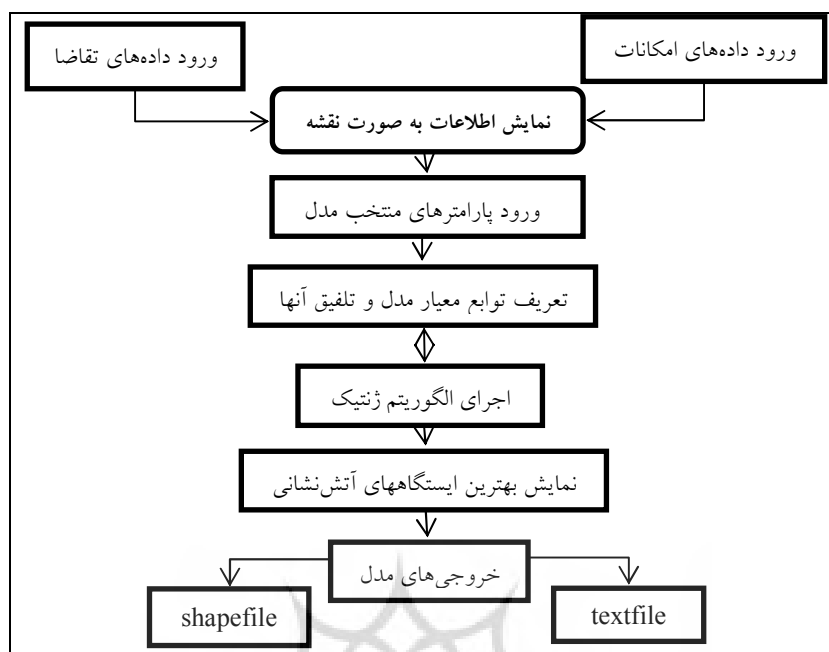 ورود داده‌های امکانات
ورود داده‌های تقاضا
نمایش اطلاعات به صورت نقشه
ورود پارامترهای منتخب مدل
تعریف توابع معیار مدل و تلفیق آنها
اجرای الگوریتم ژنتیک
نمایش بهترین ایستگاههای آتش‌نشانی
خروجی‌های مدل
textfile
shapefile